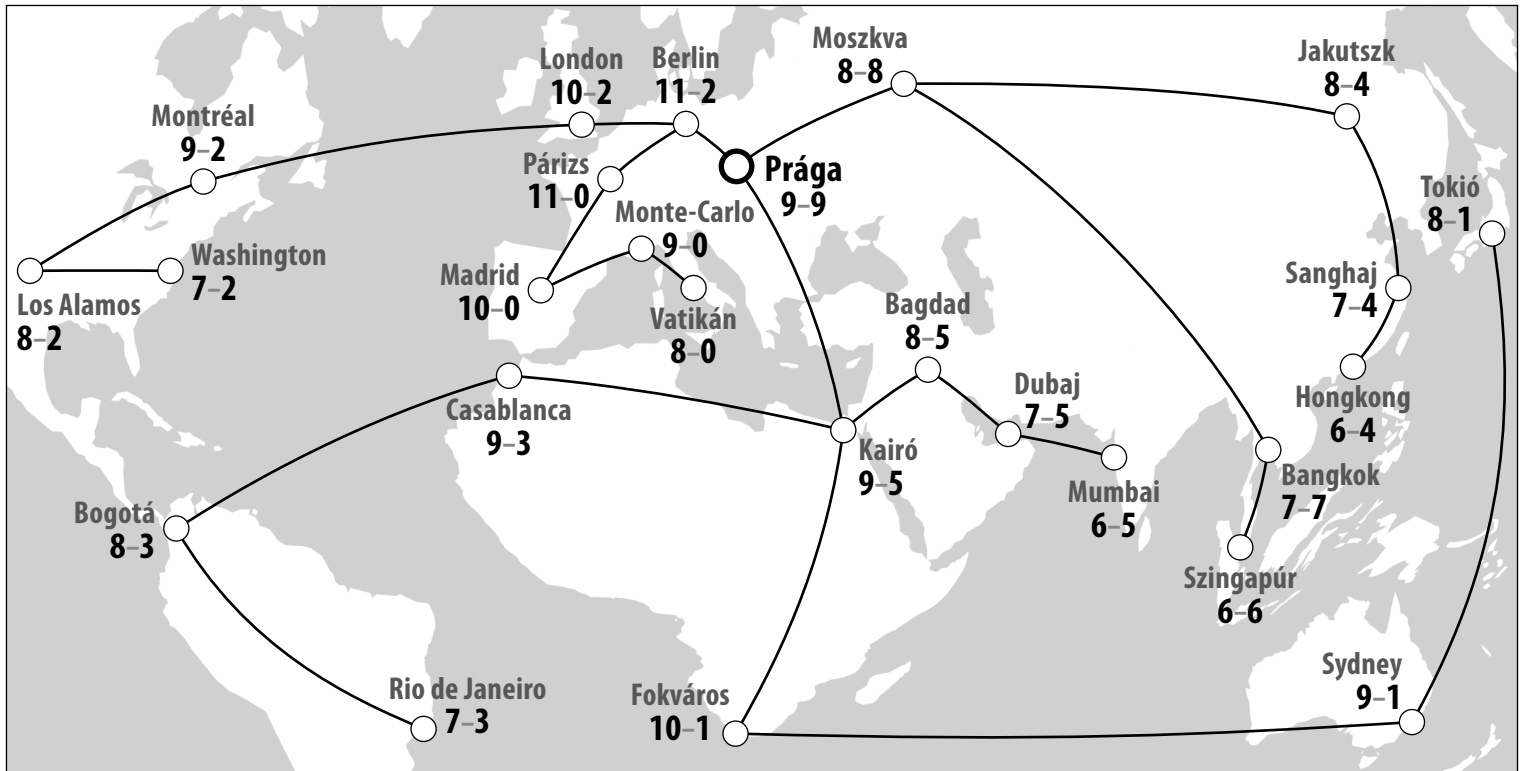 Moszkva
8–8
Jakutszk
8–4
London
10–2
Berlin
11–2
Montréal
9–2
Párizs
11–0
Prága
9–9
Tokió
8–1
Monte-Carlo
9–0
Washington
7–2
Madrid
10–0
Sanghaj
7–4
Los Alamos
8–2
Vatikán
8–0
Bagdad
8–5
Dubaj
7–5
Casablanca
9–3
Hongkong
6–4
Kairó
9–5
Mumbai
6–5
Bangkok
7–7
Bogotá
8–3
Szingapúr
6–6
Rio de Janeiro
7–3
Fokváros
10–1
Sydney
9–1